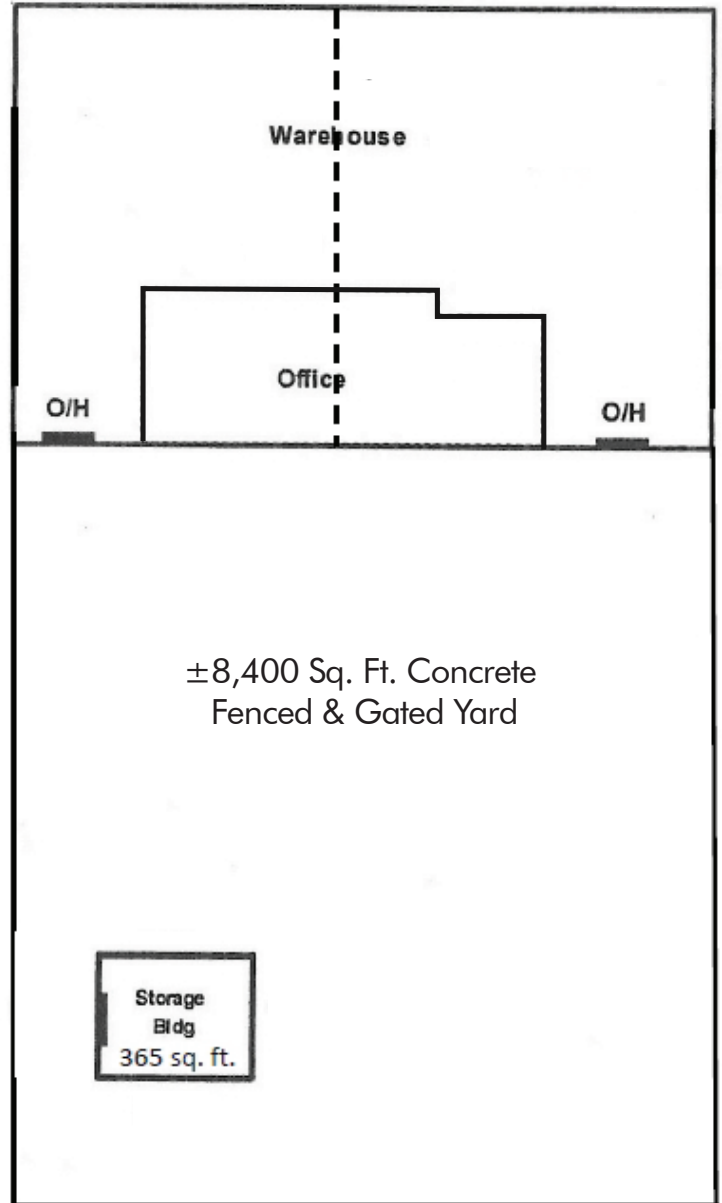 Warehouse
Office
O/H
O/H
±8,400 Sq. Ft. Concrete
Fenced & Gated Yard
Storage
Bldg
365 sq. ft.